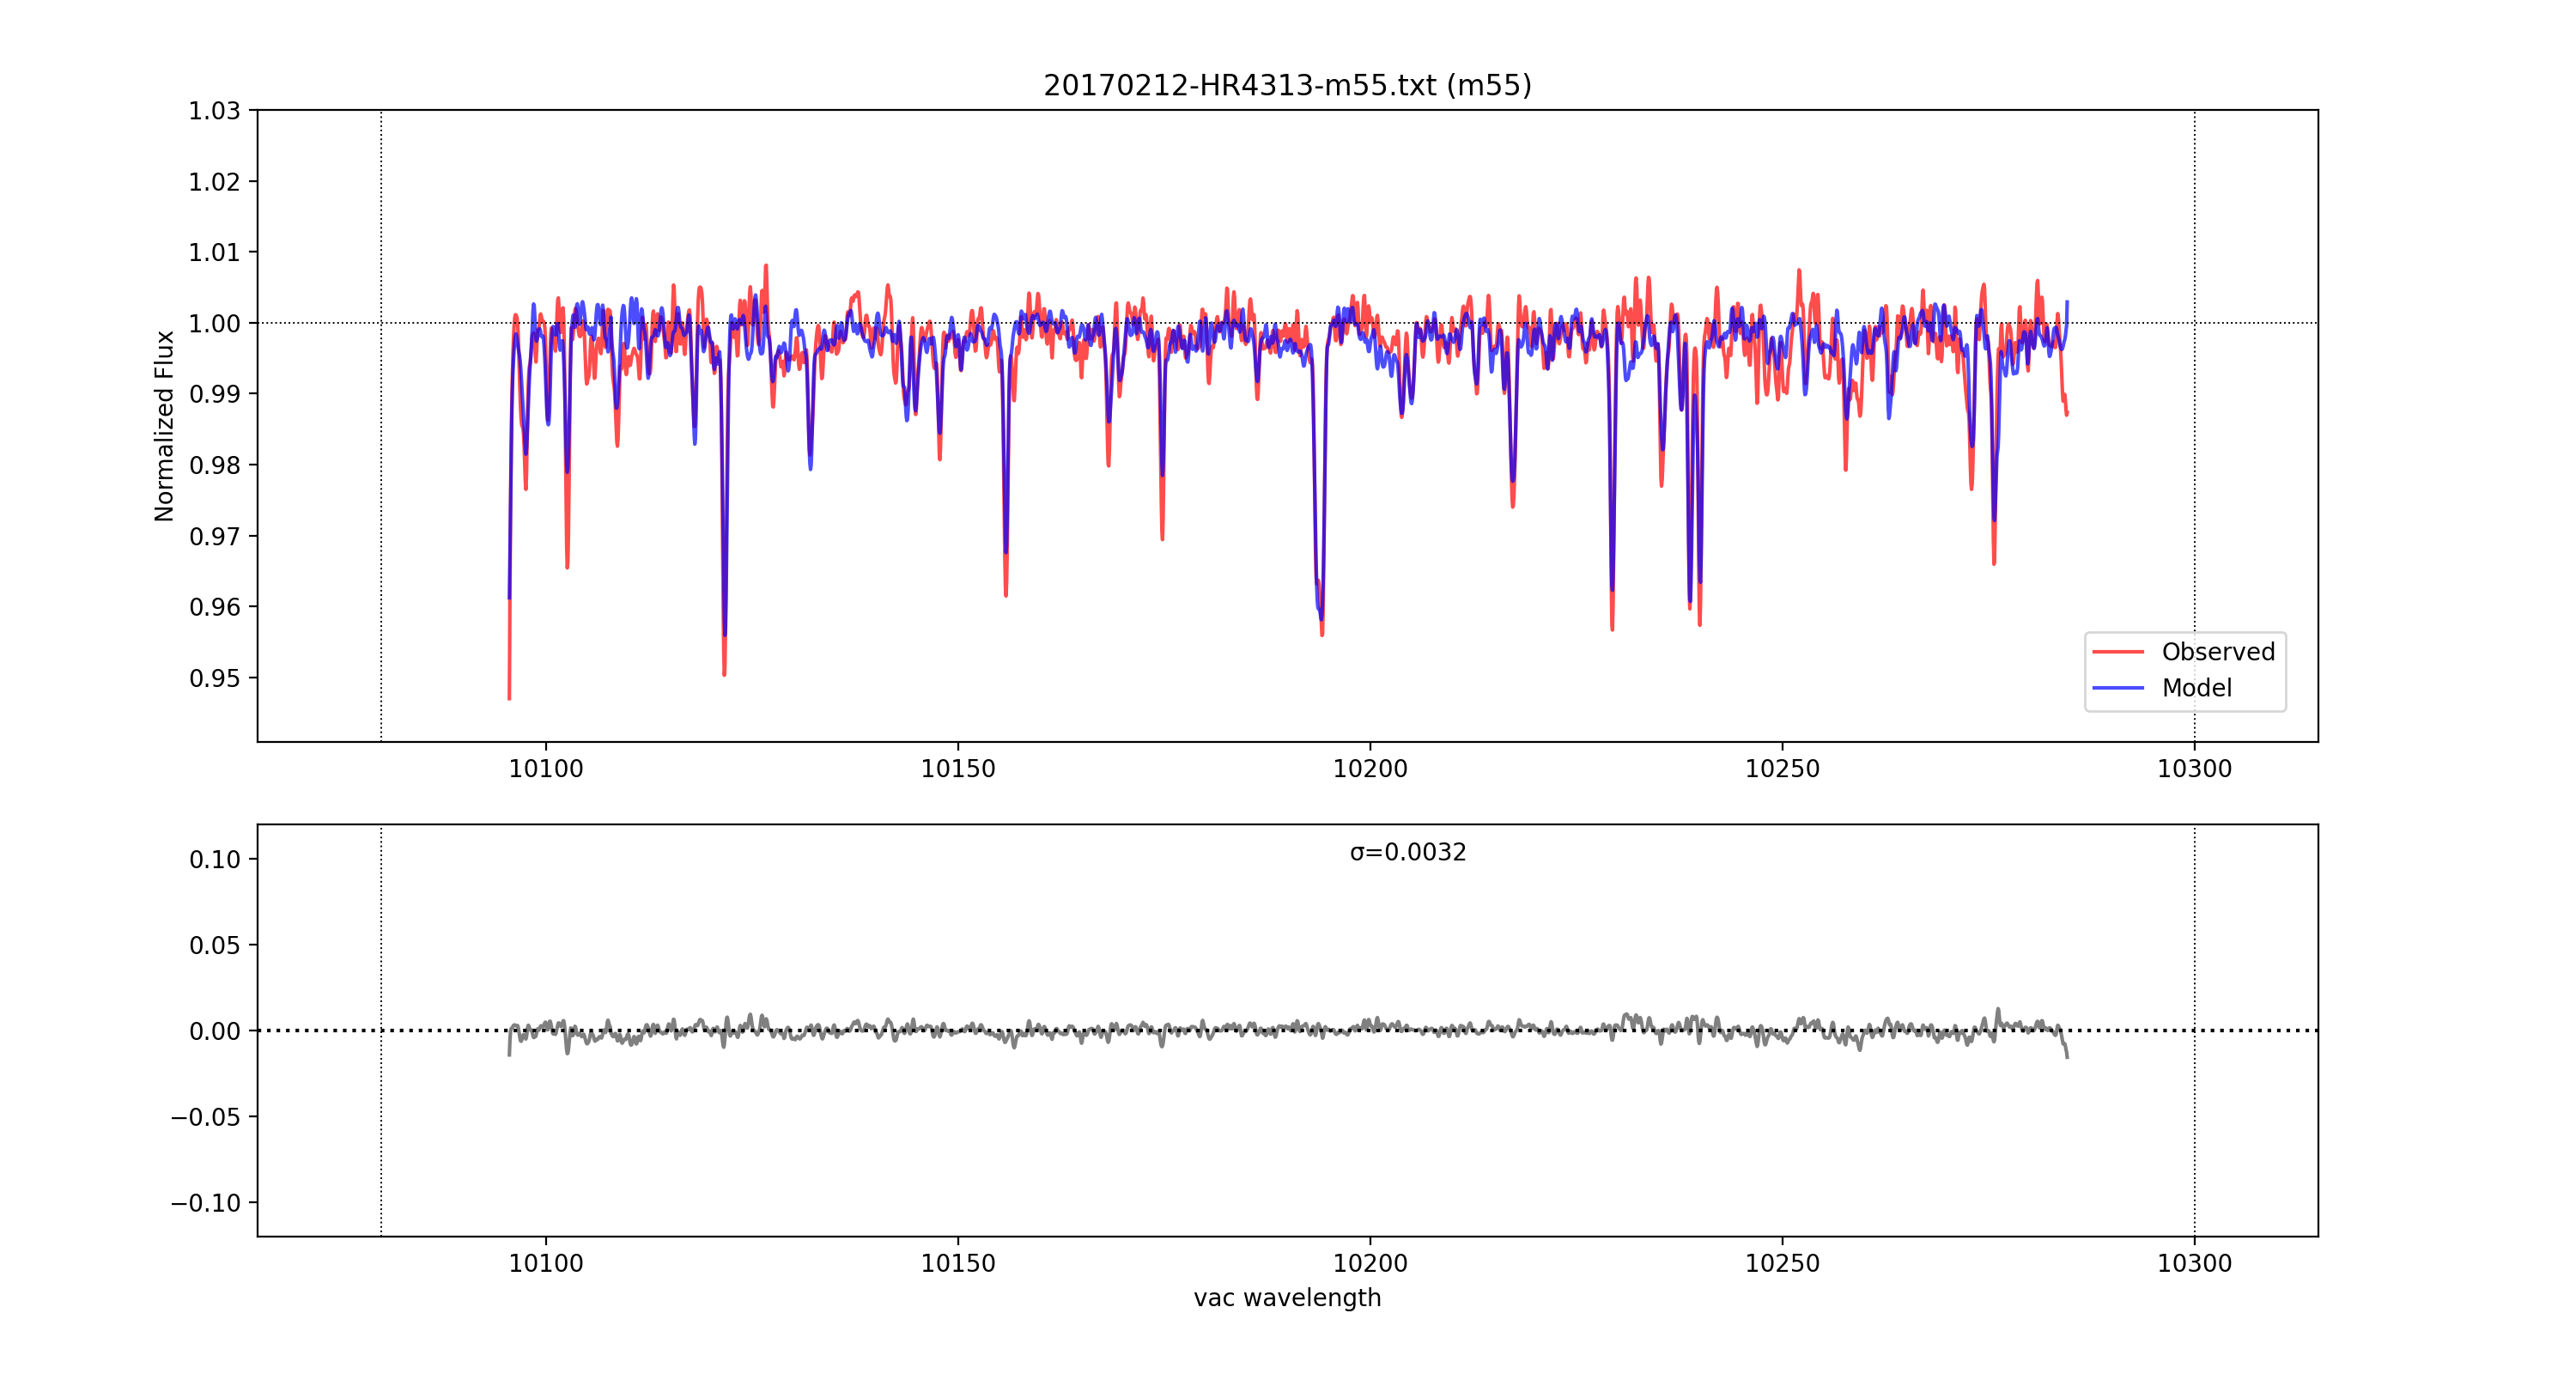 20170212-HR4313-m55.txt (m55)
1.03
1.02
1.01
1.00
0.99
0.98
0.97
0.96
0.95
Normalized Flux
Observed
Model
10100 10150 10200 10250 10300
σ=0.0032
0.10
0.05
0.00
−0.05
−0.10
10100 10150 10200 10250 10300
vac wavelength